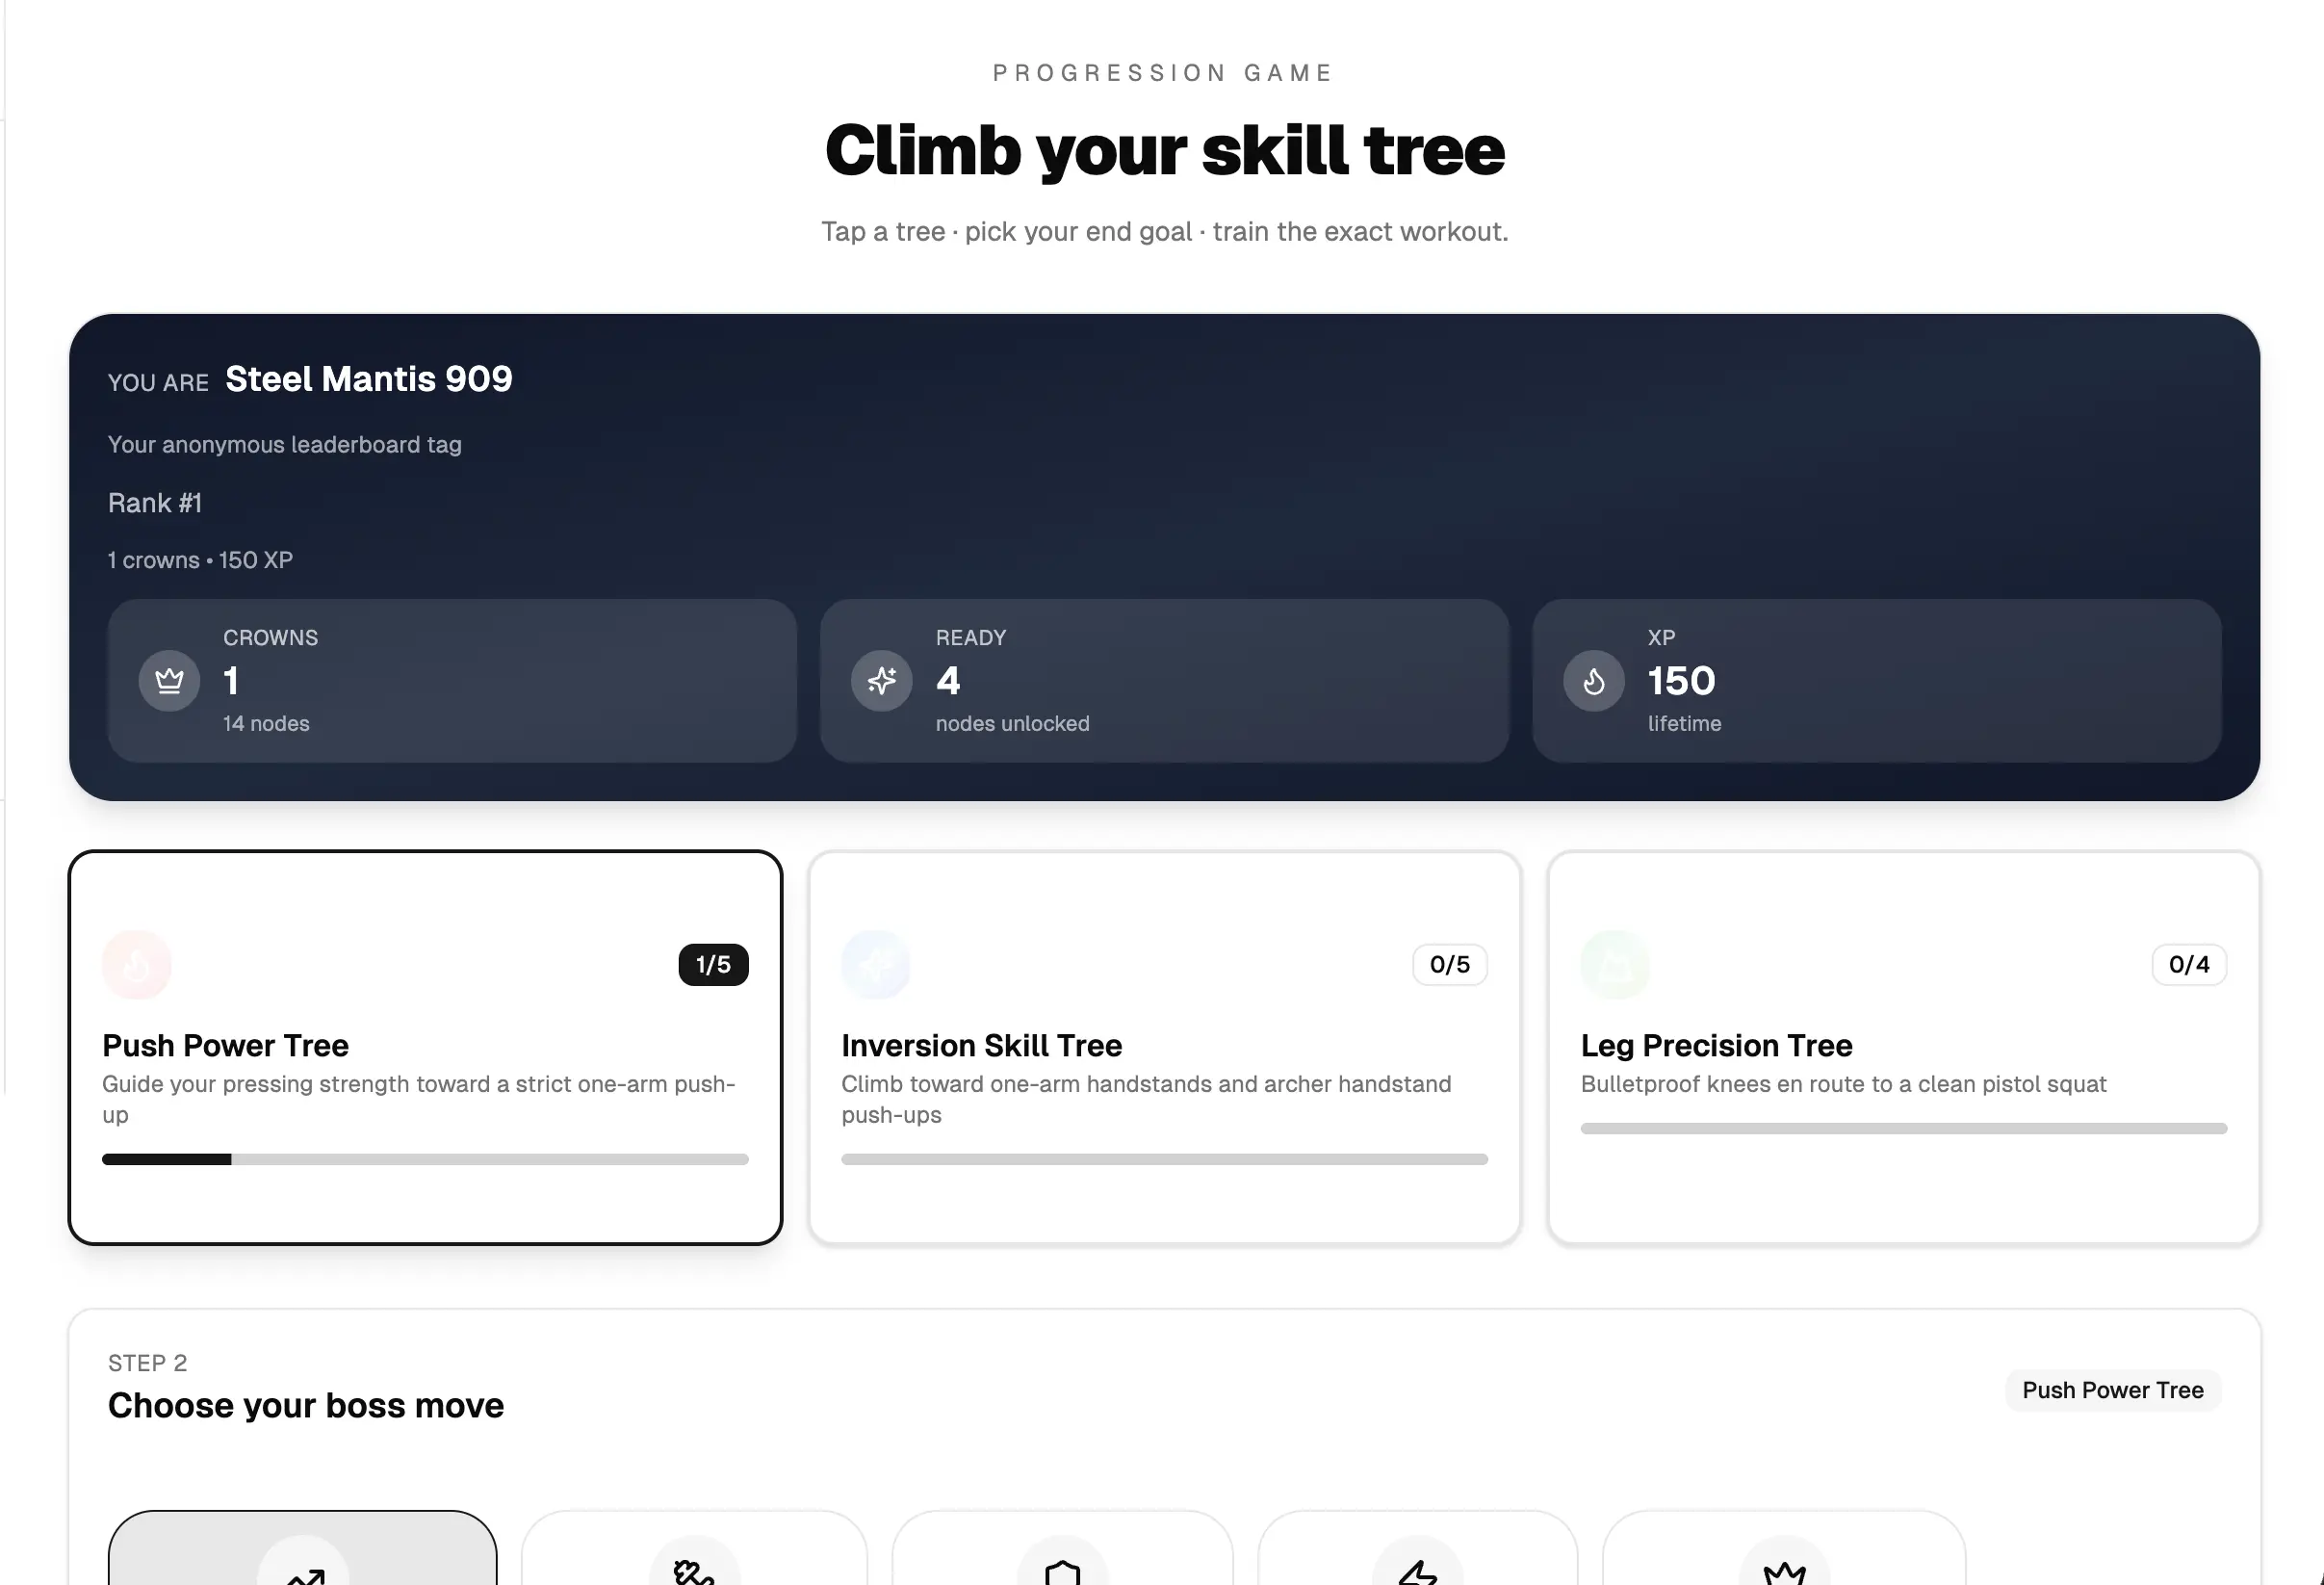 PROGRESSION GAME
Climb your skill tree
Tap a tree · pick your end goal · train the exact workout.
YOU ARE Steel Mantis 909
Your anonymous leaderboard tag
Rank #1
1 crowns • 150 XP
CROWNS
1
14 nodes
READY
4
nodes unlocked
XP
150
lifetime
1/5
Push Power Tree
Guide your pressing strength toward a strict one-arm push-
up
0/5
Inversion Skill Tree
Climb toward one-arm handstands and archer handstand
push-ups
0/4
Leg Precision Tree
Bulletproof knees en route to a clean pistol squat
STEP 2
Choose your boss move
Push Power Tree